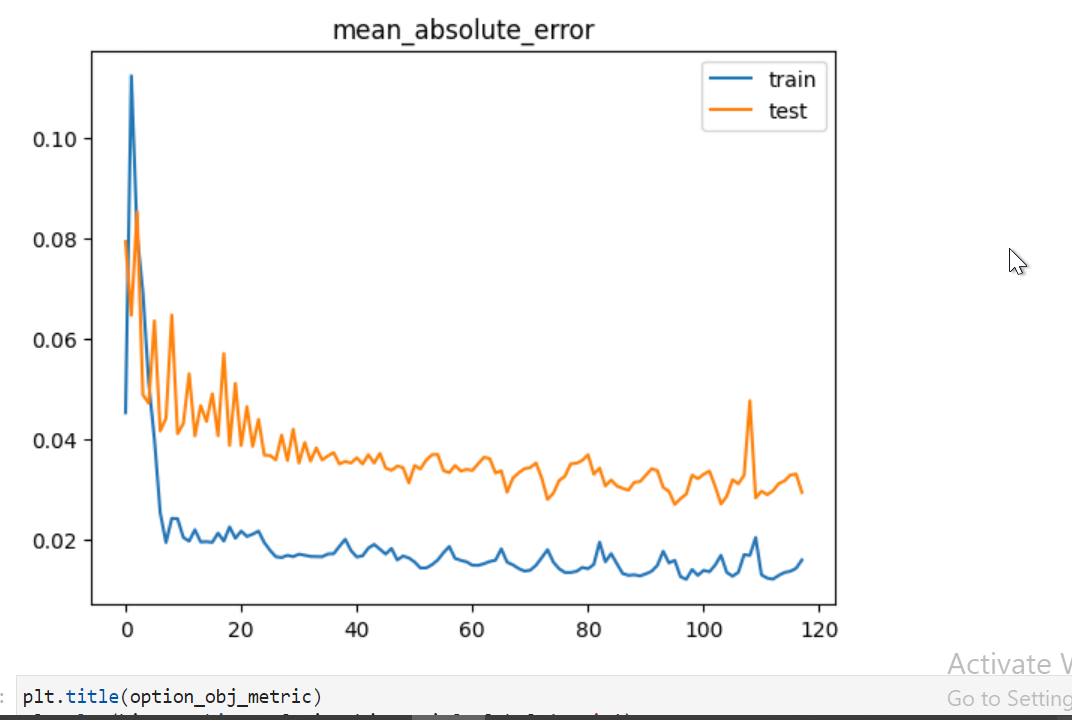 mean_absolute_error
train
test
0.10
0.08
0.06
0.04
0.02
0 20 40 60 80 100 120
Activate W
Go to Setting
: plt.title(option_obj_metric)